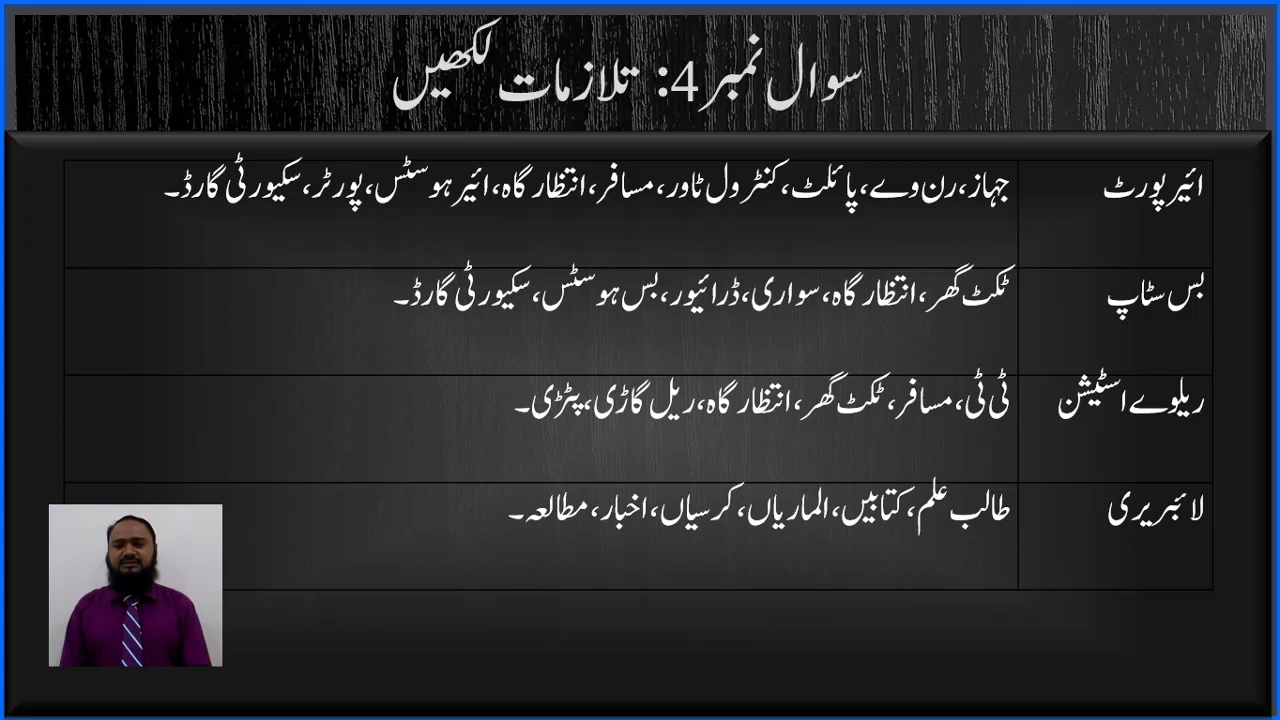 سوال نمبر 4: تلازمات لکھیں
ائیر پورٹ جہاز، رن وے، پائلٹ، کنٹرول ٹاور، مسافر، انتظار گاہ، ائیر ہوسٹس، پورٹر، سکیورٹی گارڈ۔
بس سٹاپ ٹکٹ گھر، انتظار گاہ، سواری، ڈرائیور، بس ہوسٹس، سکیورٹی گارڈ۔
ریلوے اسٹیشن ٹی ٹی، مسافر، ٹکٹ گھر، انتظار گاہ، ریل گاڑی، پٹڑی۔
لائبریری طالب علم، کتابیں، الماریاں، کرسیاں، اخبار، مطالعہ۔